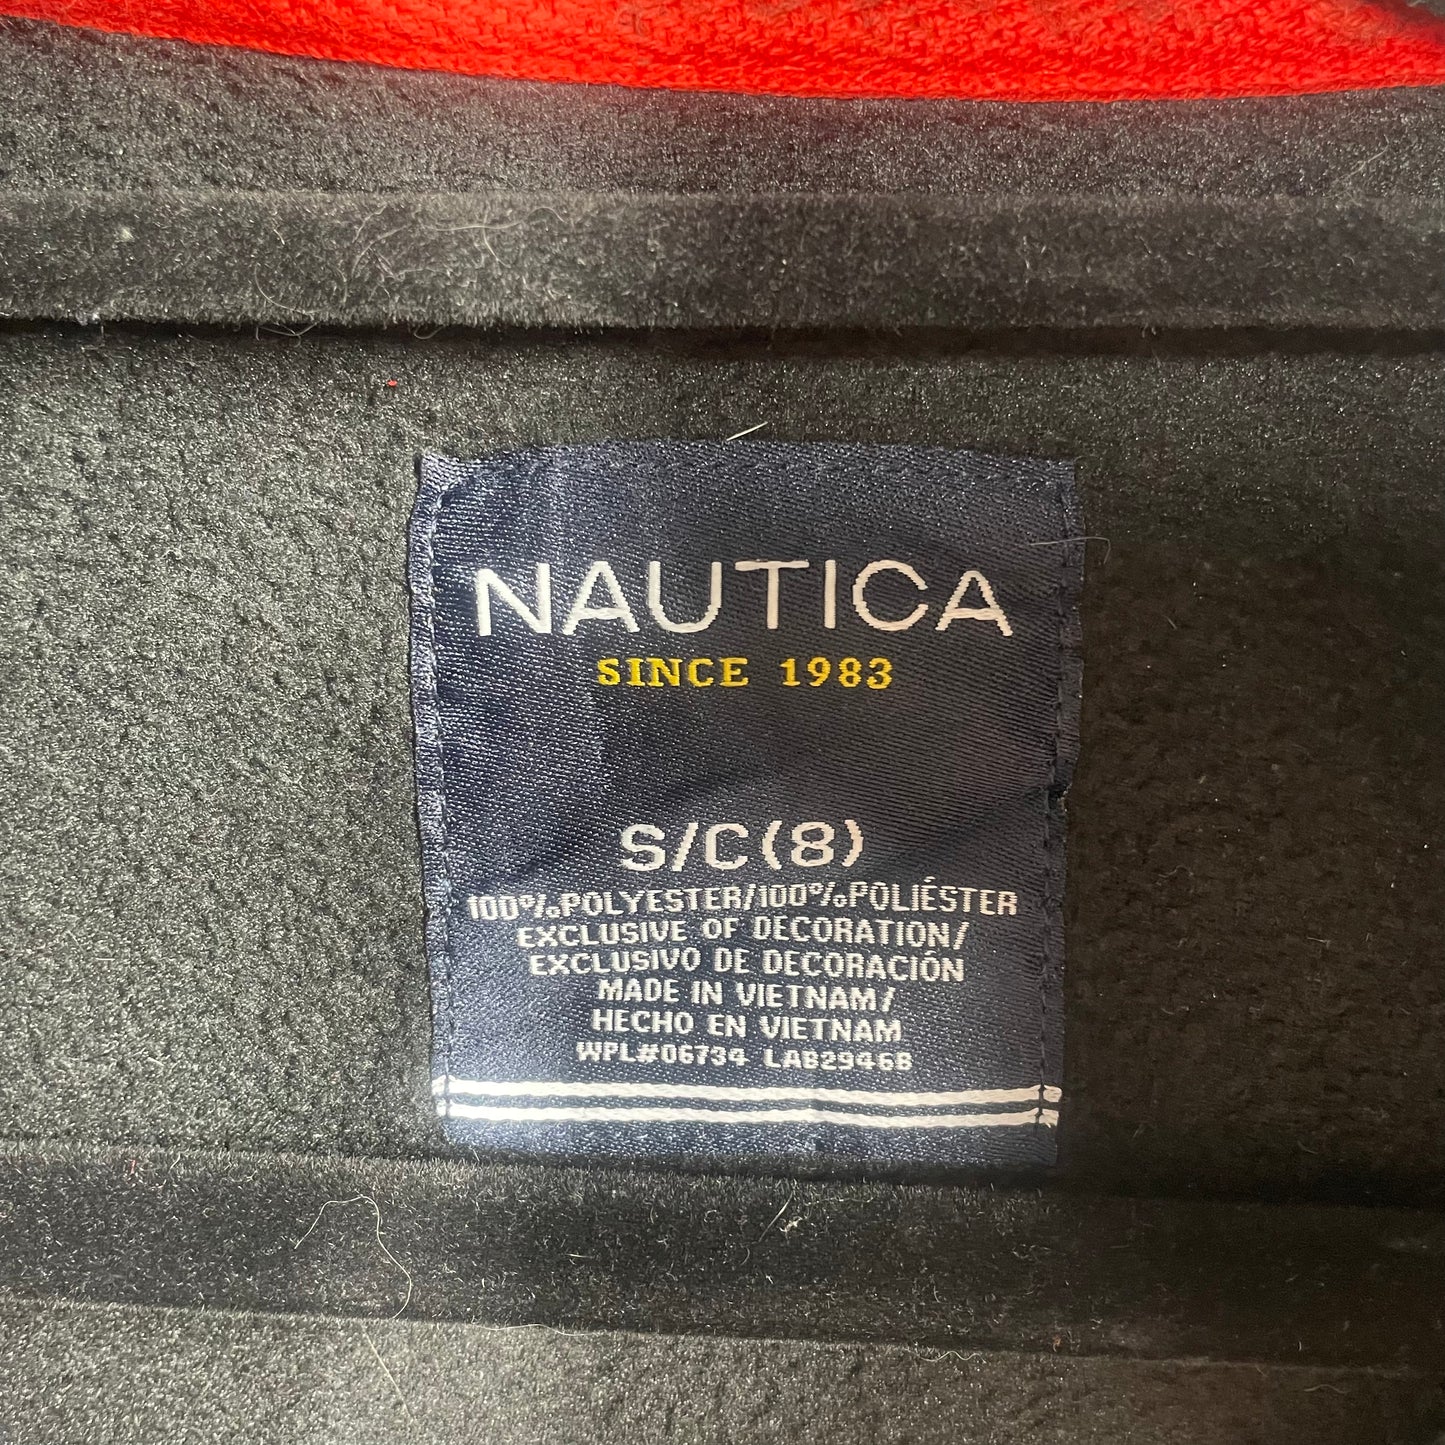 NAUTICA
SINCE 1983
S/C(8)
100%POLYESTER/100%POLIÉSTER
EXCLUSIVE OF DECORATION/
EXCLUSIVO DE DECORACIÓN
MADE IN VIETNAM/
HECHO EN VIETNAM
WPL#06734 LAB29468